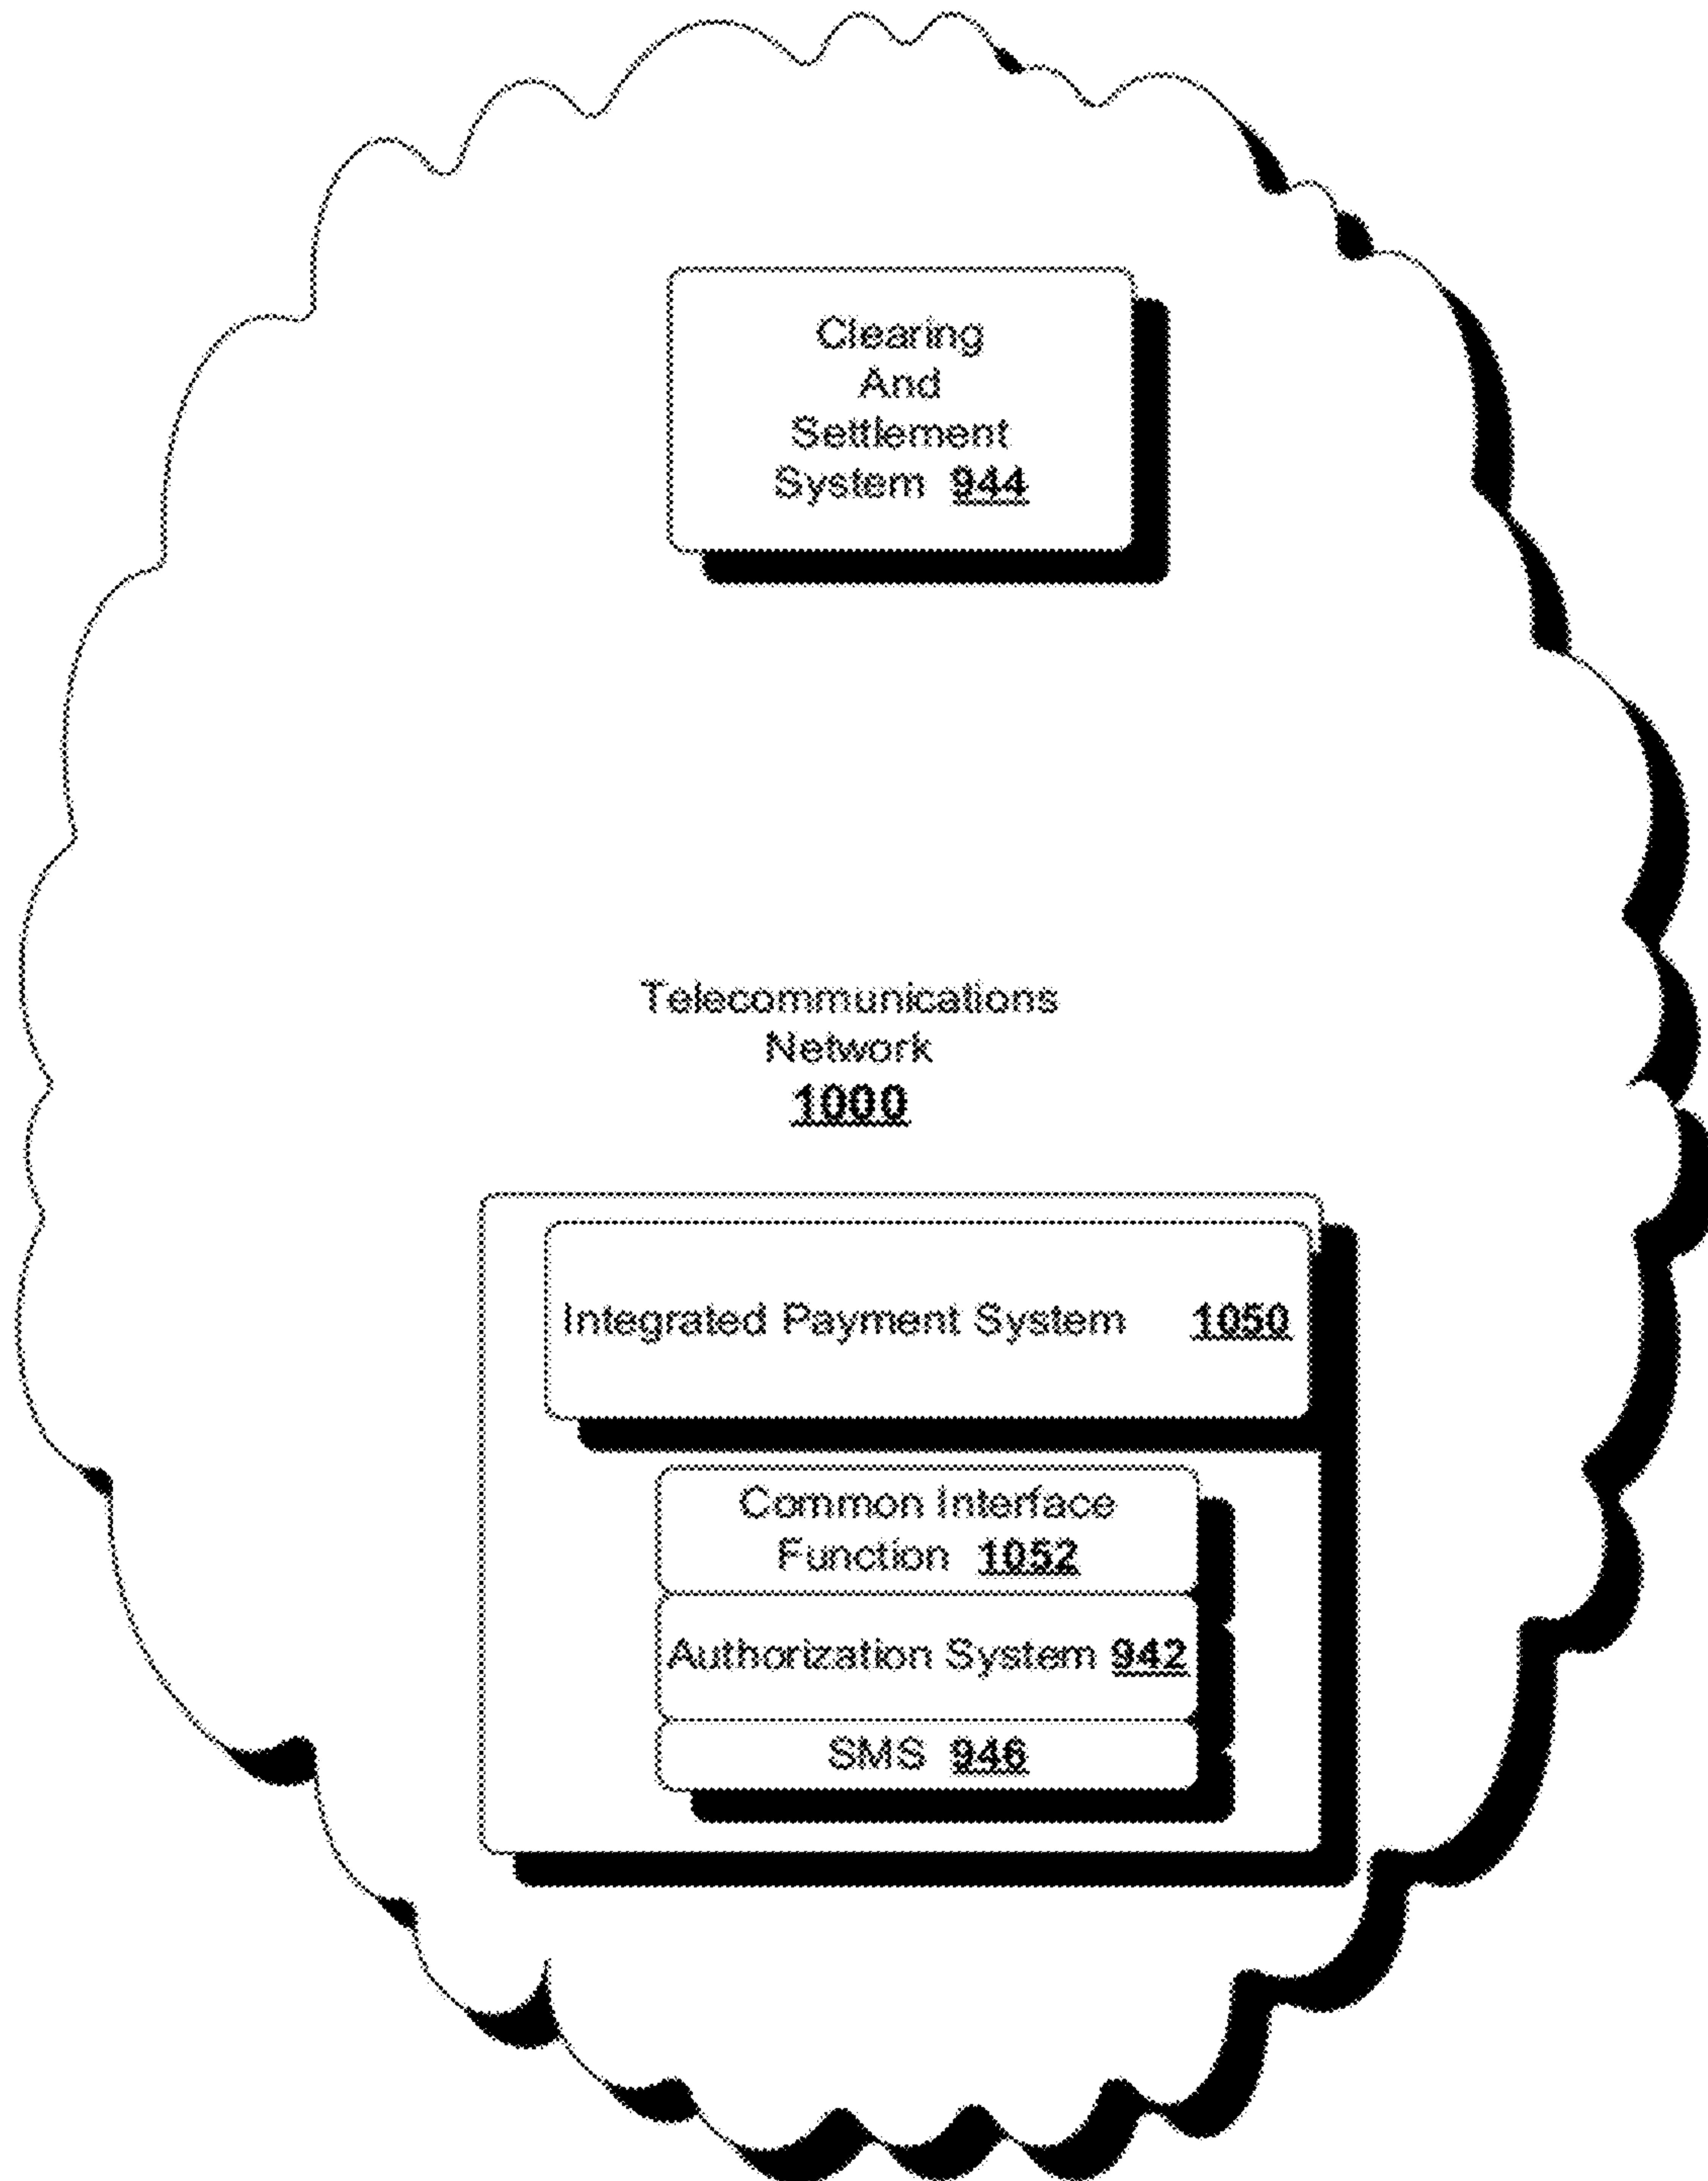 Clearing
And
Settlement
System 944
Telecommunications
Network
1000
Integrated Payment System 1050
Common Interface
Function 1052
Authorization System 942
SMS 946